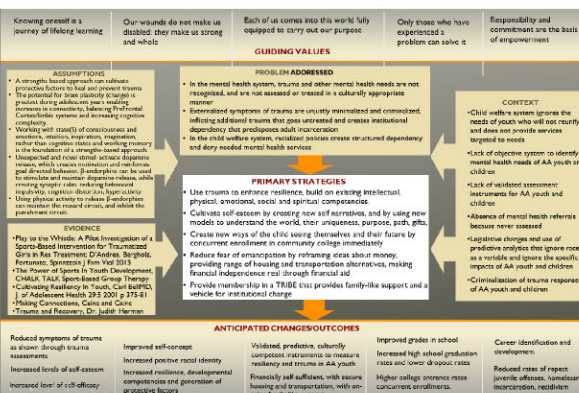 Knowing oneself is a
journey of lifelong learning
Our wounds do not make us
disabled: they make us strong
and whole
Each of us comes into this world fully
equipped to carry out our purpose
Only those who have
experienced a
problem can solve it
Responsibility and
commitment are the basis
of empowerment
GUIDING VALUES
ASSUMPTIONS
• A strengths based approach can cultivate
protective factors to heal and prevent trauma
• The potential for brain plasticity (change) is
greatest during adolescent years enabling
increases in connectivity, balancing PreFrontal
Cortex/limbic systems and increasing cognitive
complexity.
• Working with state(S) of consciousness and
emotions, intuition, inspiration, imagination,
rather than cognitive states and working memory
is the foundation of a strengths-based approach.
• Unexpected and novel stimuli activate dopamine
release, which creates motivation and reinforces
goal directed behavior. β-endorphins can be used
to stimulate and maintain dopamine release, while
calming synaptic calm, reducing behavioral
impulsivity, cognitive distortion, hyperactivity
• Using physicality to release β-endorphins
can maintain the reward circuit, and inhibit the
punishment circuit.
EVIDENCE
• Play to the Whistle: A Pilot Investigation of a
Sports-Based Intervention for Traumatized
Girls in Res Treatment; D'Andrea, Bergholz,
Fortunato, Spinazzola J Fam Viol 2013
• The Power of Sports In Youth Development,
CHALK TALK Sport-Based Group Therapy
• Cultivating Resiliency in Youth, Carl BellMD,
J. of Adolescent Health 29:5 2001 p 375-81
• Making Connections, Caine and Caine
• Trauma and Recovery, Dr. Judith Herman
PROBLEM ADDRESSED
• In the mental health system, trauma and other mental health needs are not
recognized, and are not assessed or treated in a culturally appropriate
manner
• Externalized symptoms of trauma are unjustly minimized and criminalized,
inflicting additional trauma that goes untreated and creates institutional
dependency that predisposes adult incarceration
• In the child welfare system, racialized policies create structured dependency
and deny needed mental health services
PRIMARY STRATEGIES
• Use trauma to enhance resilience, build on existing intellectual,
physical, emotional, social and spiritual competencies.
• Cultivate self-esteem by creating new self narratives, and by using new
models to understand the world, their uniqueness, purpose, path, gifts,
• Create new ways of the child seeing themselves and their future by
concurrent enrollment in community college immediately
• Reduce fear of emancipation by reframing ideas about money,
providing range of housing and transportation alternatives, making
financial independence real through financial aid
• Provide membership in a TRIBE that provides family-like support and a
vehicle for institutional change
CONTEXT
•Child welfare system ignores the
needs of youth who will not reunify
and does not provide services
targeted to needs
•Lack of objective system to identify
mental health needs of AA youth and
children
•Lack of validated assessment
instruments for AA youth and
children
•Absence of mental health referrals
because never assessed
•Legislative changes and use of
predictive analytics that ignore race
as a variable and ignore the specific
impacts of AA youth and children
•Criminalization of trauma responses
of AA youth and children
ANTICIPATED CHANGES/OUTCOMES
Reduced symptoms of trauma
as shown through trauma
assessments
Increased levels of self-esteem
Increased level of self-efficacy
Improved self-concept
Increased positive racial identity
Increased resilience, developmental
competencies and generation of
protective factors
Validated, predictive, culturally
competent instruments to measure
resiliency and trauma in AA youth
Financially self-sufficient, with secure
housing and transportation, with on-
Improved grades in school
Increased high school graduation
rates and lower dropout rates
Higher college entrance rates
concurrent enrollments.
Career identification and
development;
Reduced rates of repeat
juvenile offenses, homelessness,
incarceration, recidivism